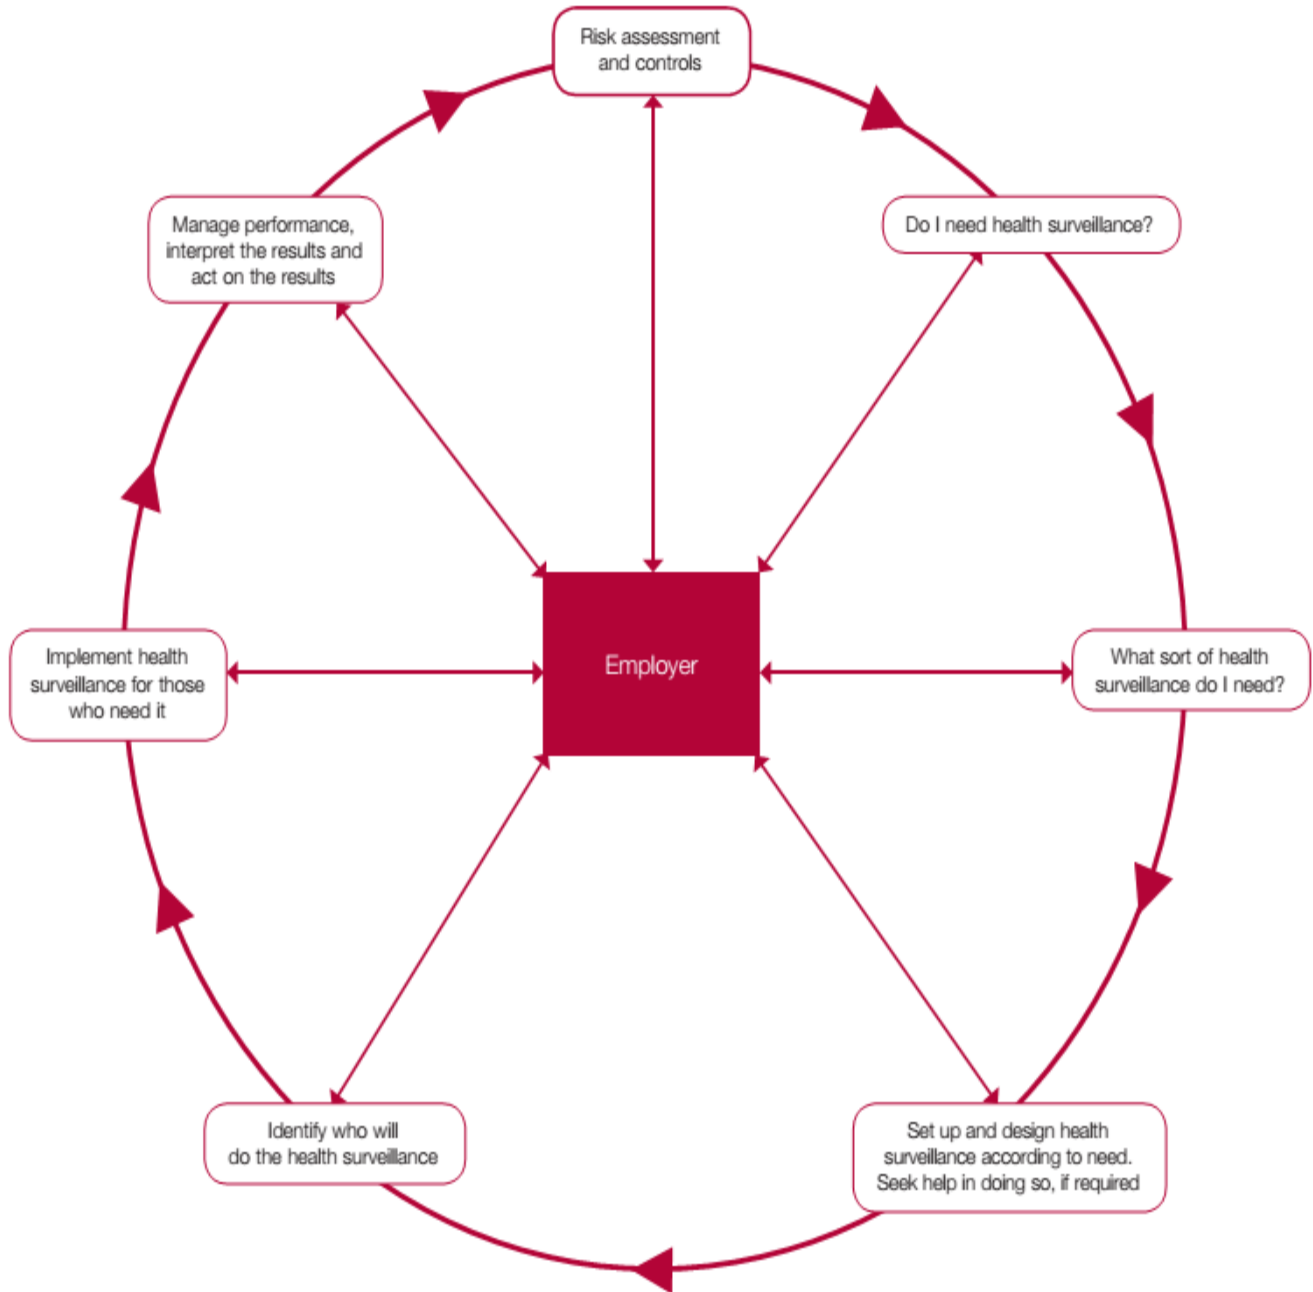 Risk assessment
and controls
Do I need health surveillance?
What sort of health
surveillance do I need?
Set up and design health
surveillance according to need.
Seek help in doing so, if required
Identify who will
do the health surveillance
Implement health
surveillance for those
who need it
Manage performance,
interpret the results and
act on the results
Employer